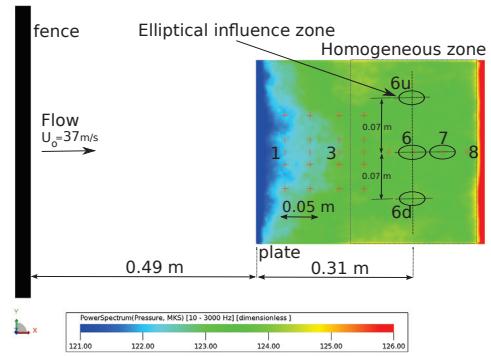 fence
Elliptical influence zone
Homogeneous zone
Flow
Uo=37m/s
6u
0.07 m
1
3
6
7
8
0.07 m
0.05 m
6d
plate
0.49 m
0.31 m
Y
Z
X
PowerSpectrum(Pressure, MKS) [10 - 3000 Hz] [dimensionless ]
121.00 122.00 123.00 124.00 125.00 126.00